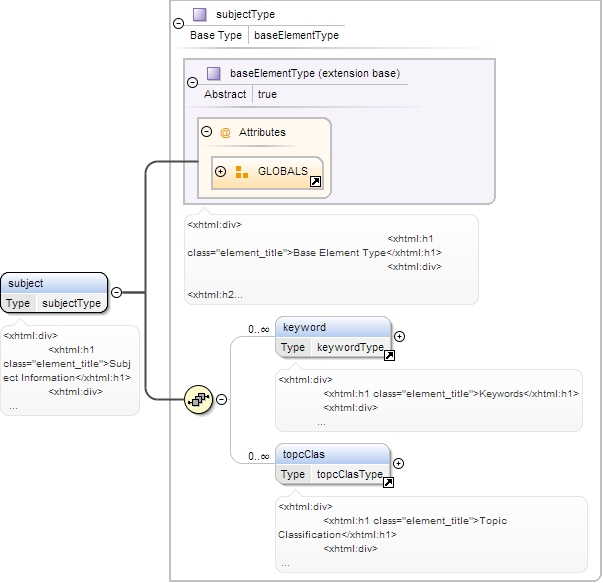 subjectType
Base Type baseElementType
baseElementType (extension base)
Abstract true
@ Attributes
GLOBALS
<xhtml:div>
<xhtml:h1
class="element_title">Base Element Type</xhtml:h1>
<xhtml:div>
<xhtml:h2...
subject
Type subjectType
<xhtml:div>
<xhtml:h1
class="element_title">Subj
ect Information</xhtml:h1>
<xhtml:div>
...
0..∞ keyword
Type keywordType
<xhtml:div>
<xhtml:h1 class="element_title">Keywords</xhtml:h1>
<xhtml:div>
...
0..∞ topcClas
Type topcClasType
<xhtml:div>
<xhtml:h1 class="element_title">Topic
Classification</xhtml:h1>
<xhtml:div>
...